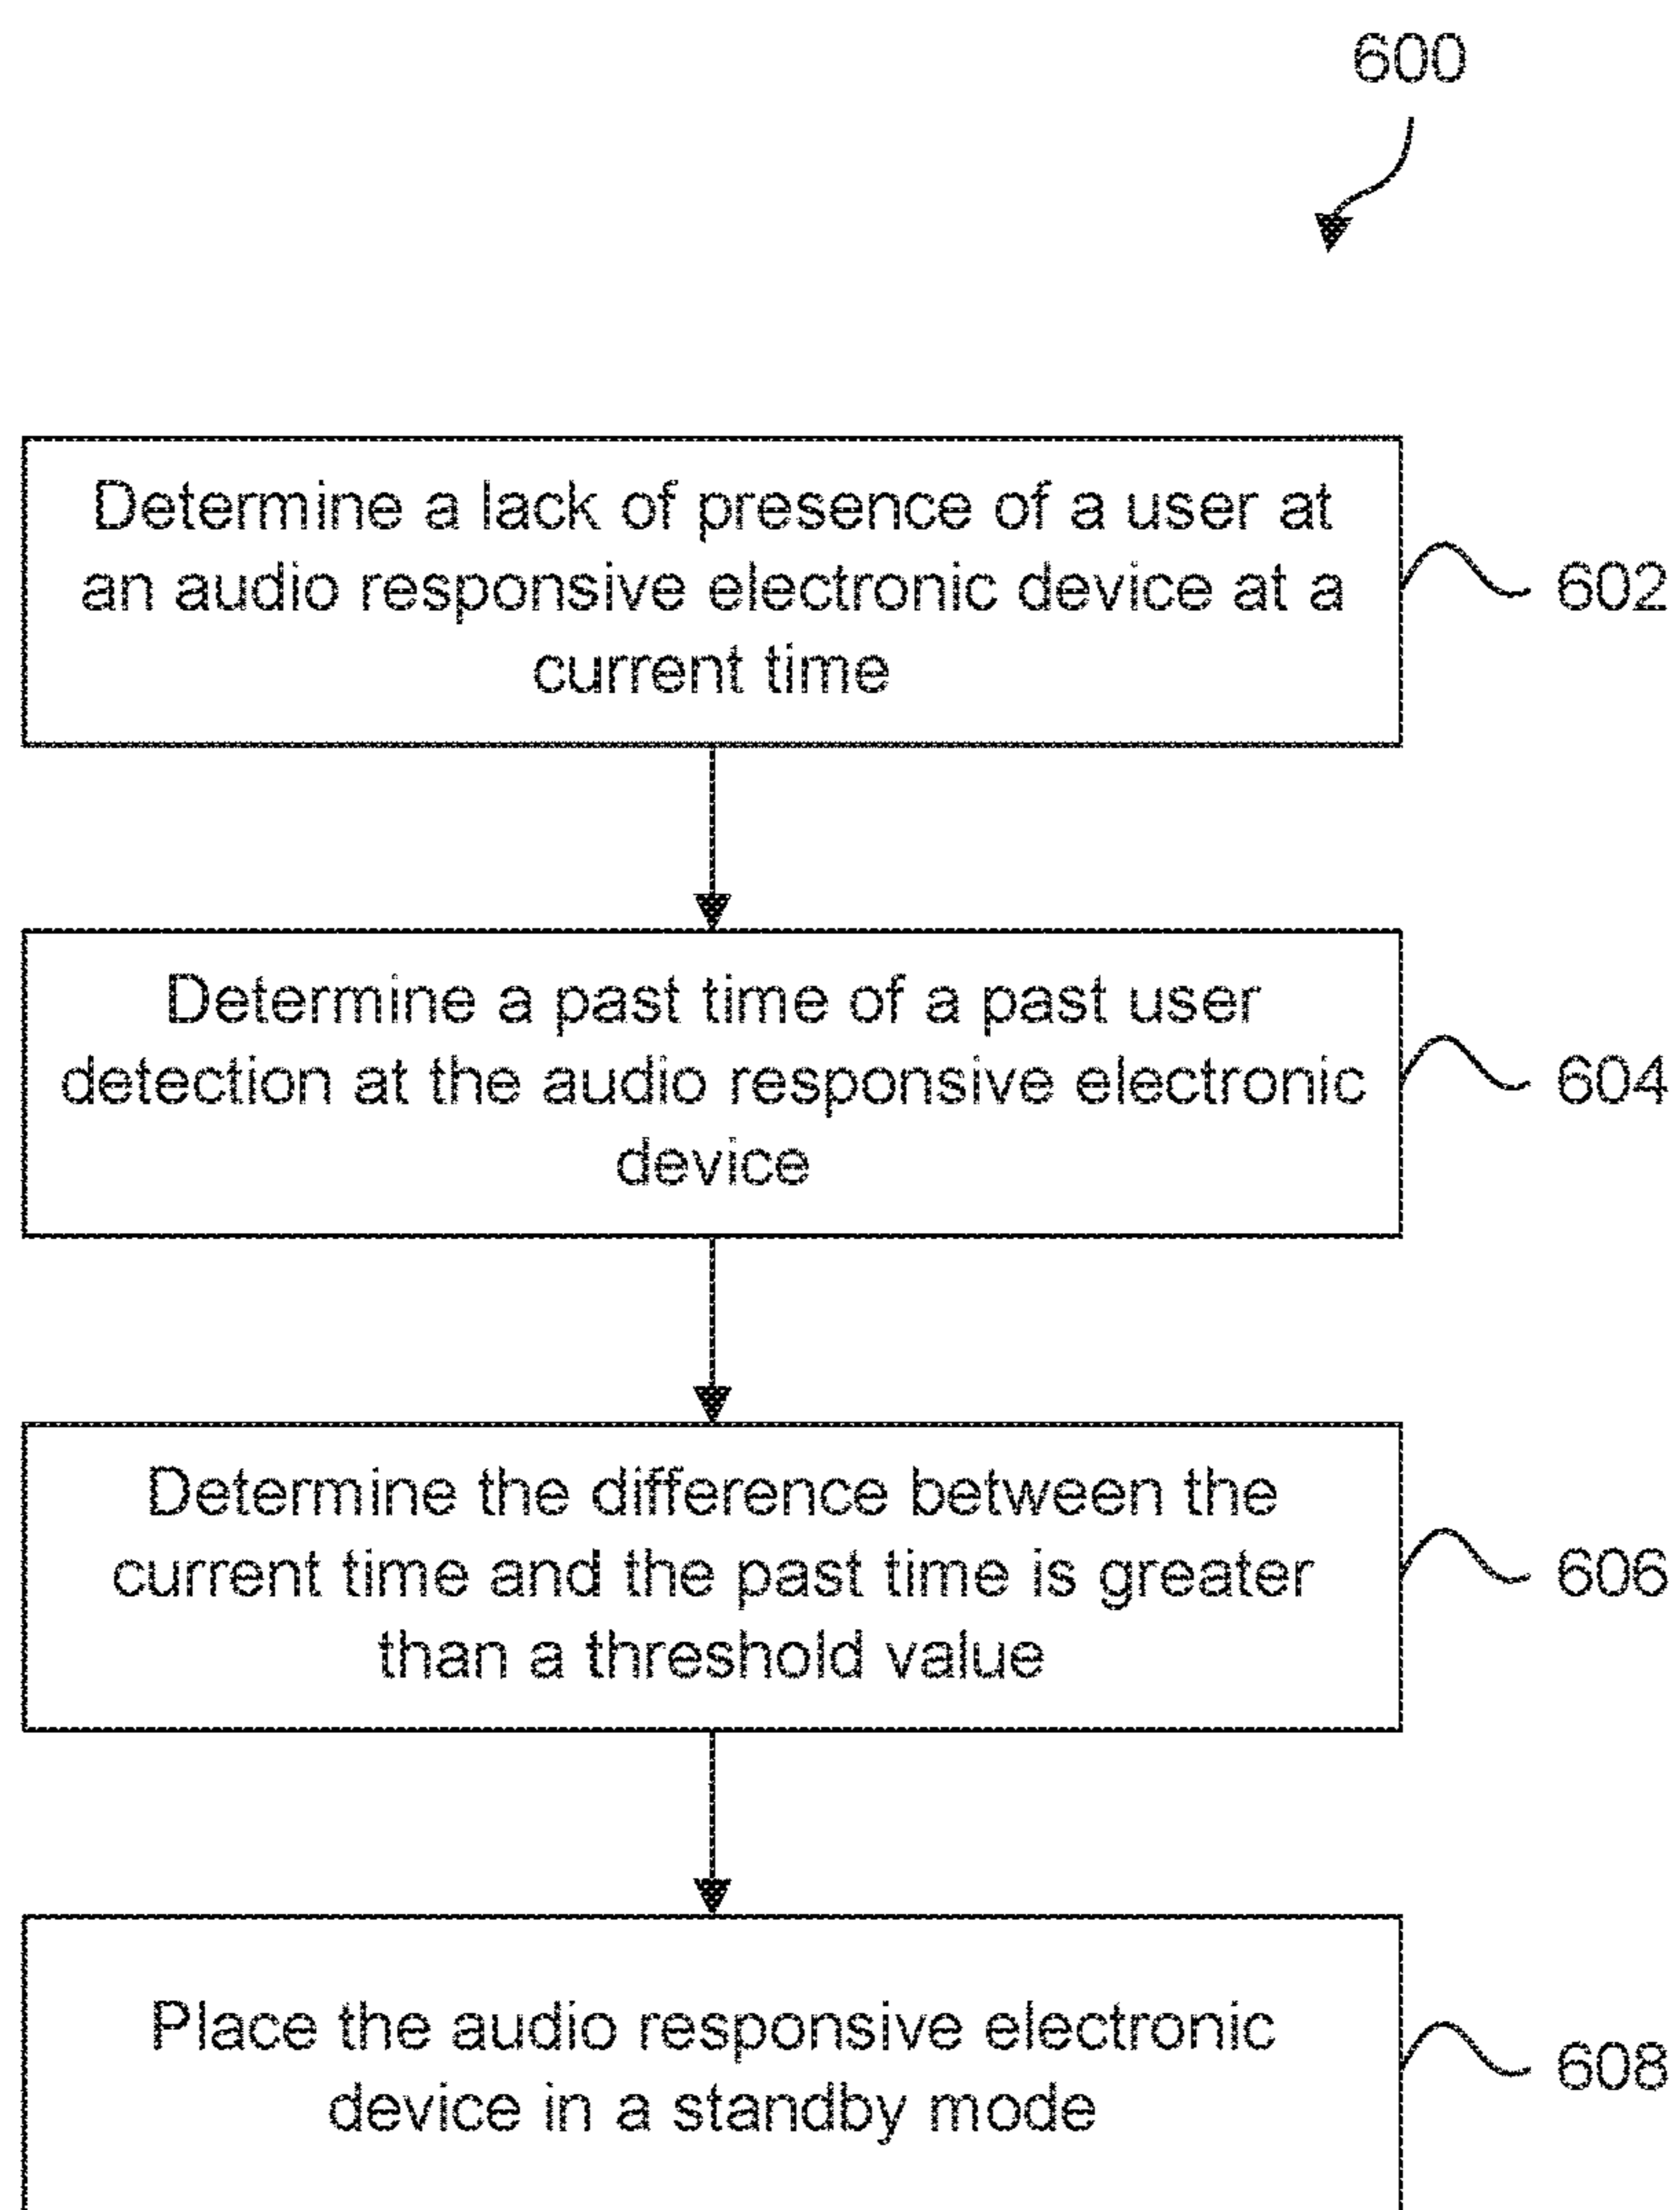 600
Determine a lack of presence of a user at
an audio responsive electronic device at a
current time
602
Determine a past time of a past user
detection at the audio responsive electronic
device
604
Determine the difference between the
current time and the past time is greater
than a threshold value
606
Place the audio responsive electronic
device in a standby mode
608